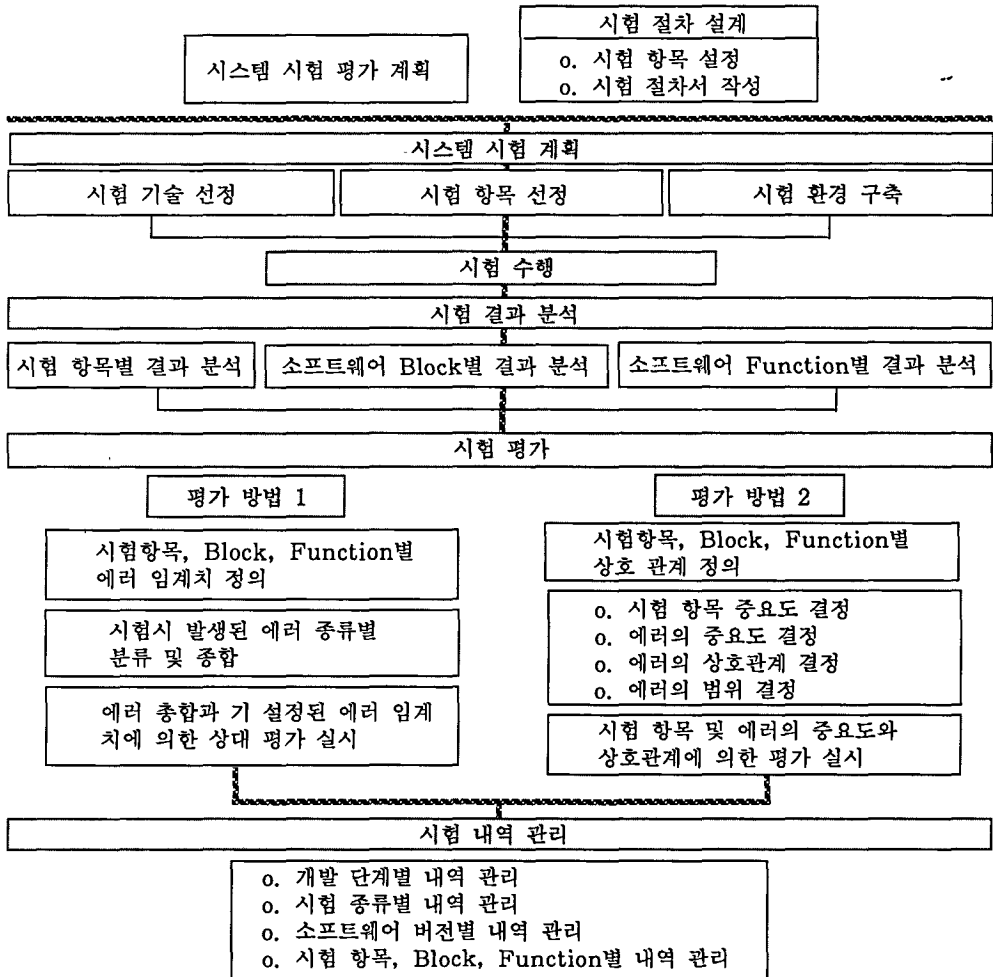 시스템 시험 평가 계획
시험 절차 설계
o. 시험 항목 설정
o. 시험 절차서 작성
시스템 시험 계획
시험 기술 선정
시험 항목 선정
시험 환경 구축
시험 수행
시험 결과 분석
시험 항목별 결과 분석
소프트웨어 Block별 결과 분석
소프트웨어 Function별 결과 분석
시험 평가
평가 방법 1
시험항목, Block, Function별
에러 임계치 정의
시험시 발생된 에러 종류별
분류 및 종합
에러 총합과 기 설정된 에러 임계
치에 의한 상대 평가 실시
평가 방법 2
시험항목, Block, Function별
상호 관계 정의
o. 시험 항목 중요도 결정
o. 에러의 중요도 결정
o. 에러의 상호관계 결정
o. 에러의 범위 결정
시험 항목 및 에러의 중요도와
상호관계에 의한 평가 실시
시험 내역 관리
o. 개발 단계별 내역 관리
o. 시험 종류별 내역 관리
o. 소프트웨어 버전별 내역 관리
o. 시험 항목, Block, Function별 내역 관리